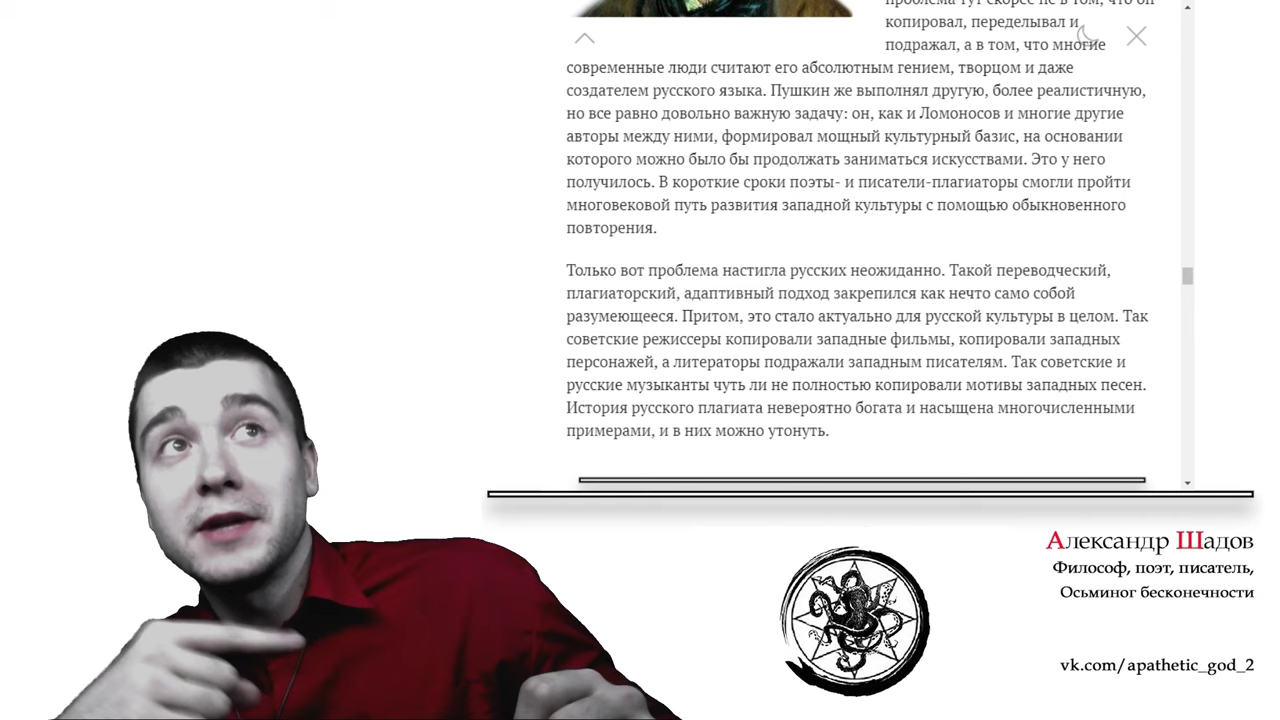 проблема тут скорее не в том, что он
копировал, переделывал и
подражал, а в том, что многие
современные люди считают его абсолютным гением, творцом и даже
создателем русского языка. Пушкин же выполнял другую, более реалистичную,
но все равно довольно важную задачу: он, как и Ломоносов и многие другие
авторы между ними, формировал мощный культурный базис, на основании
которого можно было бы продолжать заниматься искусствами. Это у него
получилось. В короткие сроки поэты- и писатели-плагиаторы смогли пройти
многовековой путь развития западной культуры с помощью обыкновенного
повторения.
Только вот проблема настигла русских неожиданно. Такой переводческий,
плагиаторский, адаптивный подход закрепился как нечто само собой
разумеющееся. Притом, это стало актуально для русской культуры в целом. Так
советские режиссеры копировали западные фильмы, копировали западных
персонажей, а литераторы подражали западным писателям. Так советские и
русские музыканты чуть ли не полностью копировали мотивы западных песен.
История русского плагиата невероятно богата и насыщена многочисленными
примерами, и в них можно утонуть.
Александр Шадов
Философ, поэт, писатель,
Осьминог бесконечности
vk.com/apathetic_god_2